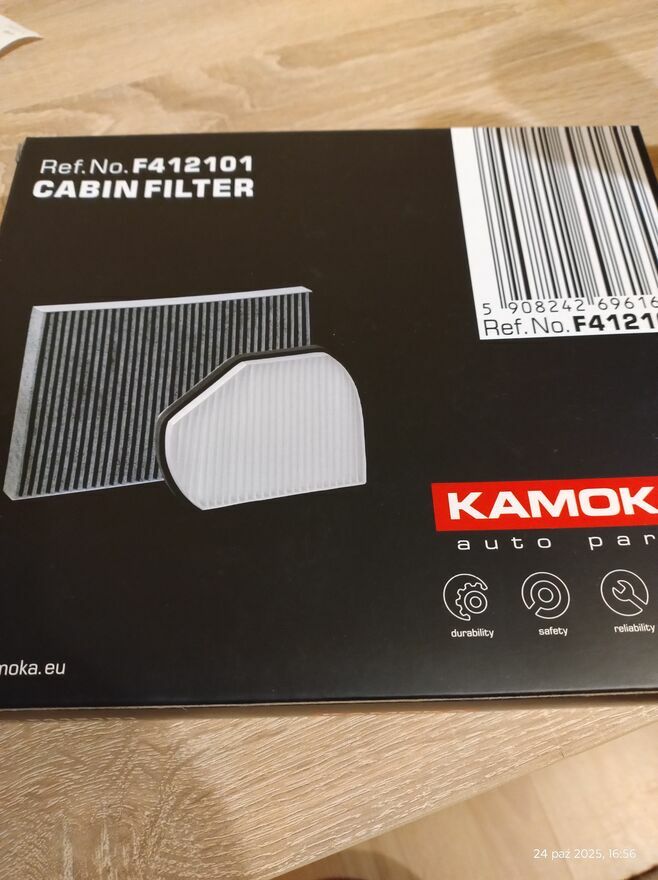 Ref.No.F412101
CABIN FILTER
5 908242 69616
Ref.No.F4121
KAMOK
auto par
durability
safety
reliability
moka.eu
24 paź 2025, 16:56